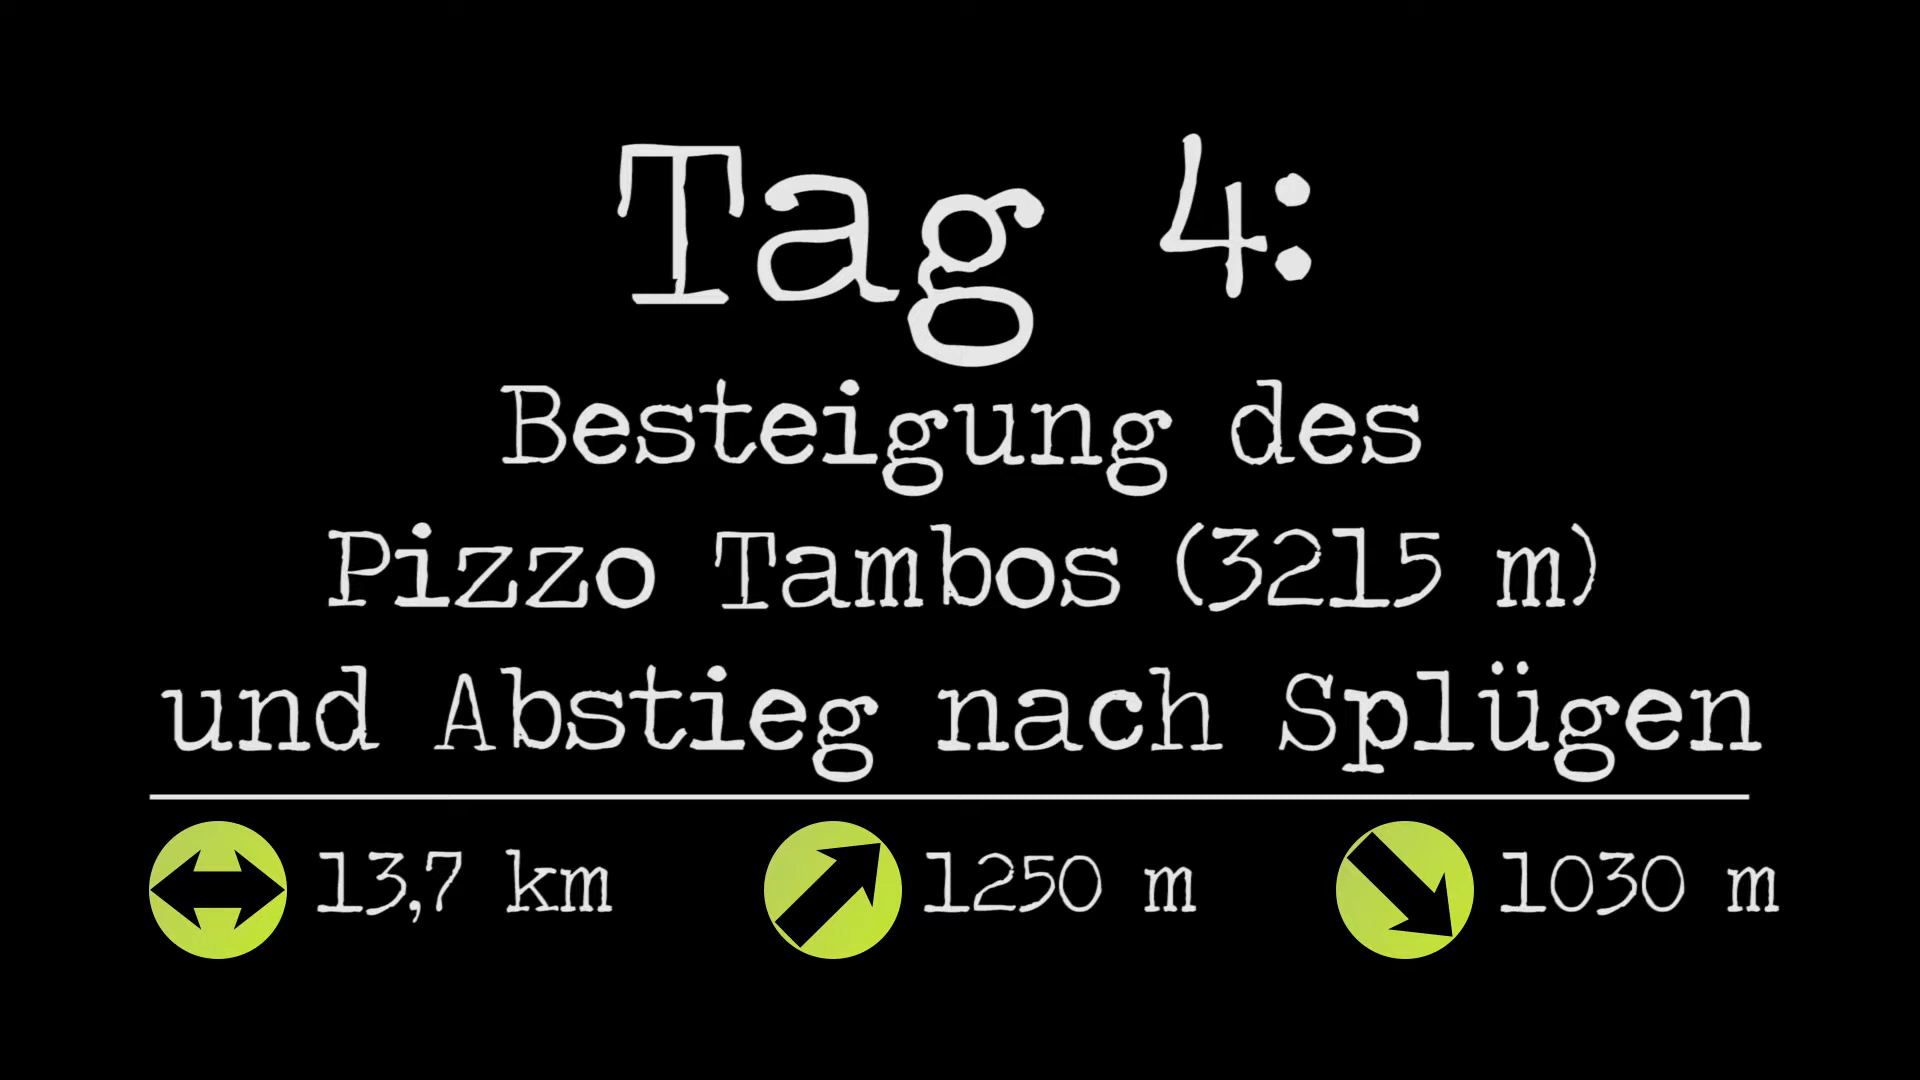 Tag 4:
Besteigung des
Pizzo Tambos (3215 m)
und Abstieg nach Splügen
13,7 km 1250 m 1030 m